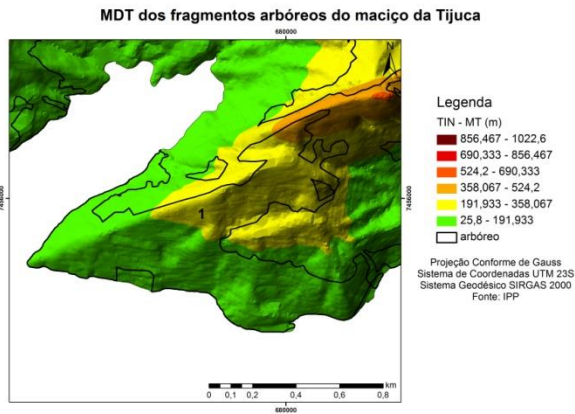 MDT dos fragmentos arbóreos do maciço da Tijuca
680000
7456000
7456000
1
Legenda
TIN - MT (m)
856,467 - 1022,6
690,333 - 856,467
524,2 - 690,333
358,067 - 524,2
191,933 - 358,067
25,8 - 191,933
arbóreo
Projeção Conforme de Gauss
Sistema de Coordenadas UTM 23S
Sistema Geodésico SIRGAS 2000
Fonte: IPP
km
0 0,1 0,2 0,4 0,6 0,8
680000